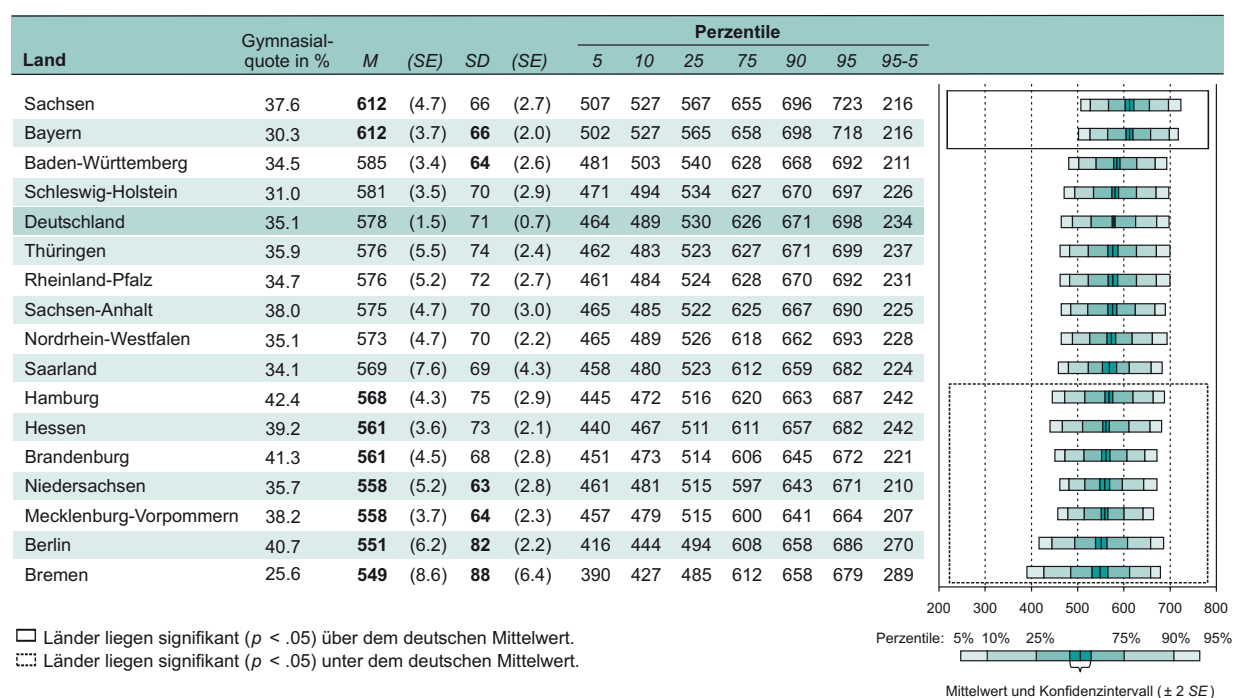 Perzentile
Gymnasial-
Land quote in % M (SE) SD (SE) 5 10 25 75 90 95 95-5
Sachsen 37.6 612 (4.7) 66 (2.7) 507 527 567 655 696 723 216
Bayern 30.3 612 (3.7) 66 (2.0) 502 527 565 658 698 718 216
Baden-Württemberg 34.5 585 (3.4) 64 (2.6) 481 503 540 628 668 692 211
Schleswig-Holstein 31.0 581 (3.5) 70 (2.9) 471 494 534 627 670 697 226
Deutschland 35.1 578 (1.5) 71 (0.7) 464 489 530 626 671 698 234
Thüringen 35.9 576 (5.5) 74 (2.4) 462 483 523 627 671 699 237
Rheinland-Pfalz 34.7 576 (5.2) 72 (2.7) 461 484 524 628 670 692 231
Sachsen-Anhalt 38.0 575 (4.7) 70 (3.0) 465 485 522 625 667 690 225
Nordrhein-Westfalen 35.1 573 (4.7) 70 (2.2) 465 489 526 618 662 693 228
Saarland 34.1 569 (7.6) 69 (4.3) 458 480 523 612 659 682 224
Hamburg 42.4 568 (4.3) 75 (2.9) 445 472 516 620 663 687 242
Hessen 39.2 561 (3.6) 73 (2.1) 440 467 511 611 657 682 242
Brandenburg 41.3 561 (4.5) 68 (2.8) 451 473 514 606 645 672 221
Niedersachsen 35.7 558 (5.2) 63 (2.8) 461 481 515 597 643 671 210
Mecklenburg-Vorpommern 38.2 558 (3.7) 64 (2.3) 457 479 515 600 641 664 207
Berlin 40.7 551 (6.2) 82 (2.2) 416 444 494 608 658 686 270
Bremen 25.6 549 (8.6) 88 (6.4) 390 427 485 612 658 679 289
200 300 400 500 600 700 800
Länder liegen signifikant (p < .05) über dem deutschen Mittelwert.
Länder liegen signifikant (p < .05) unter dem deutschen Mittelwert.
Perzentile: 5% 10% 25% 75% 90% 95%
Mittelwert und Konfidenzintervall (± 2 SE)